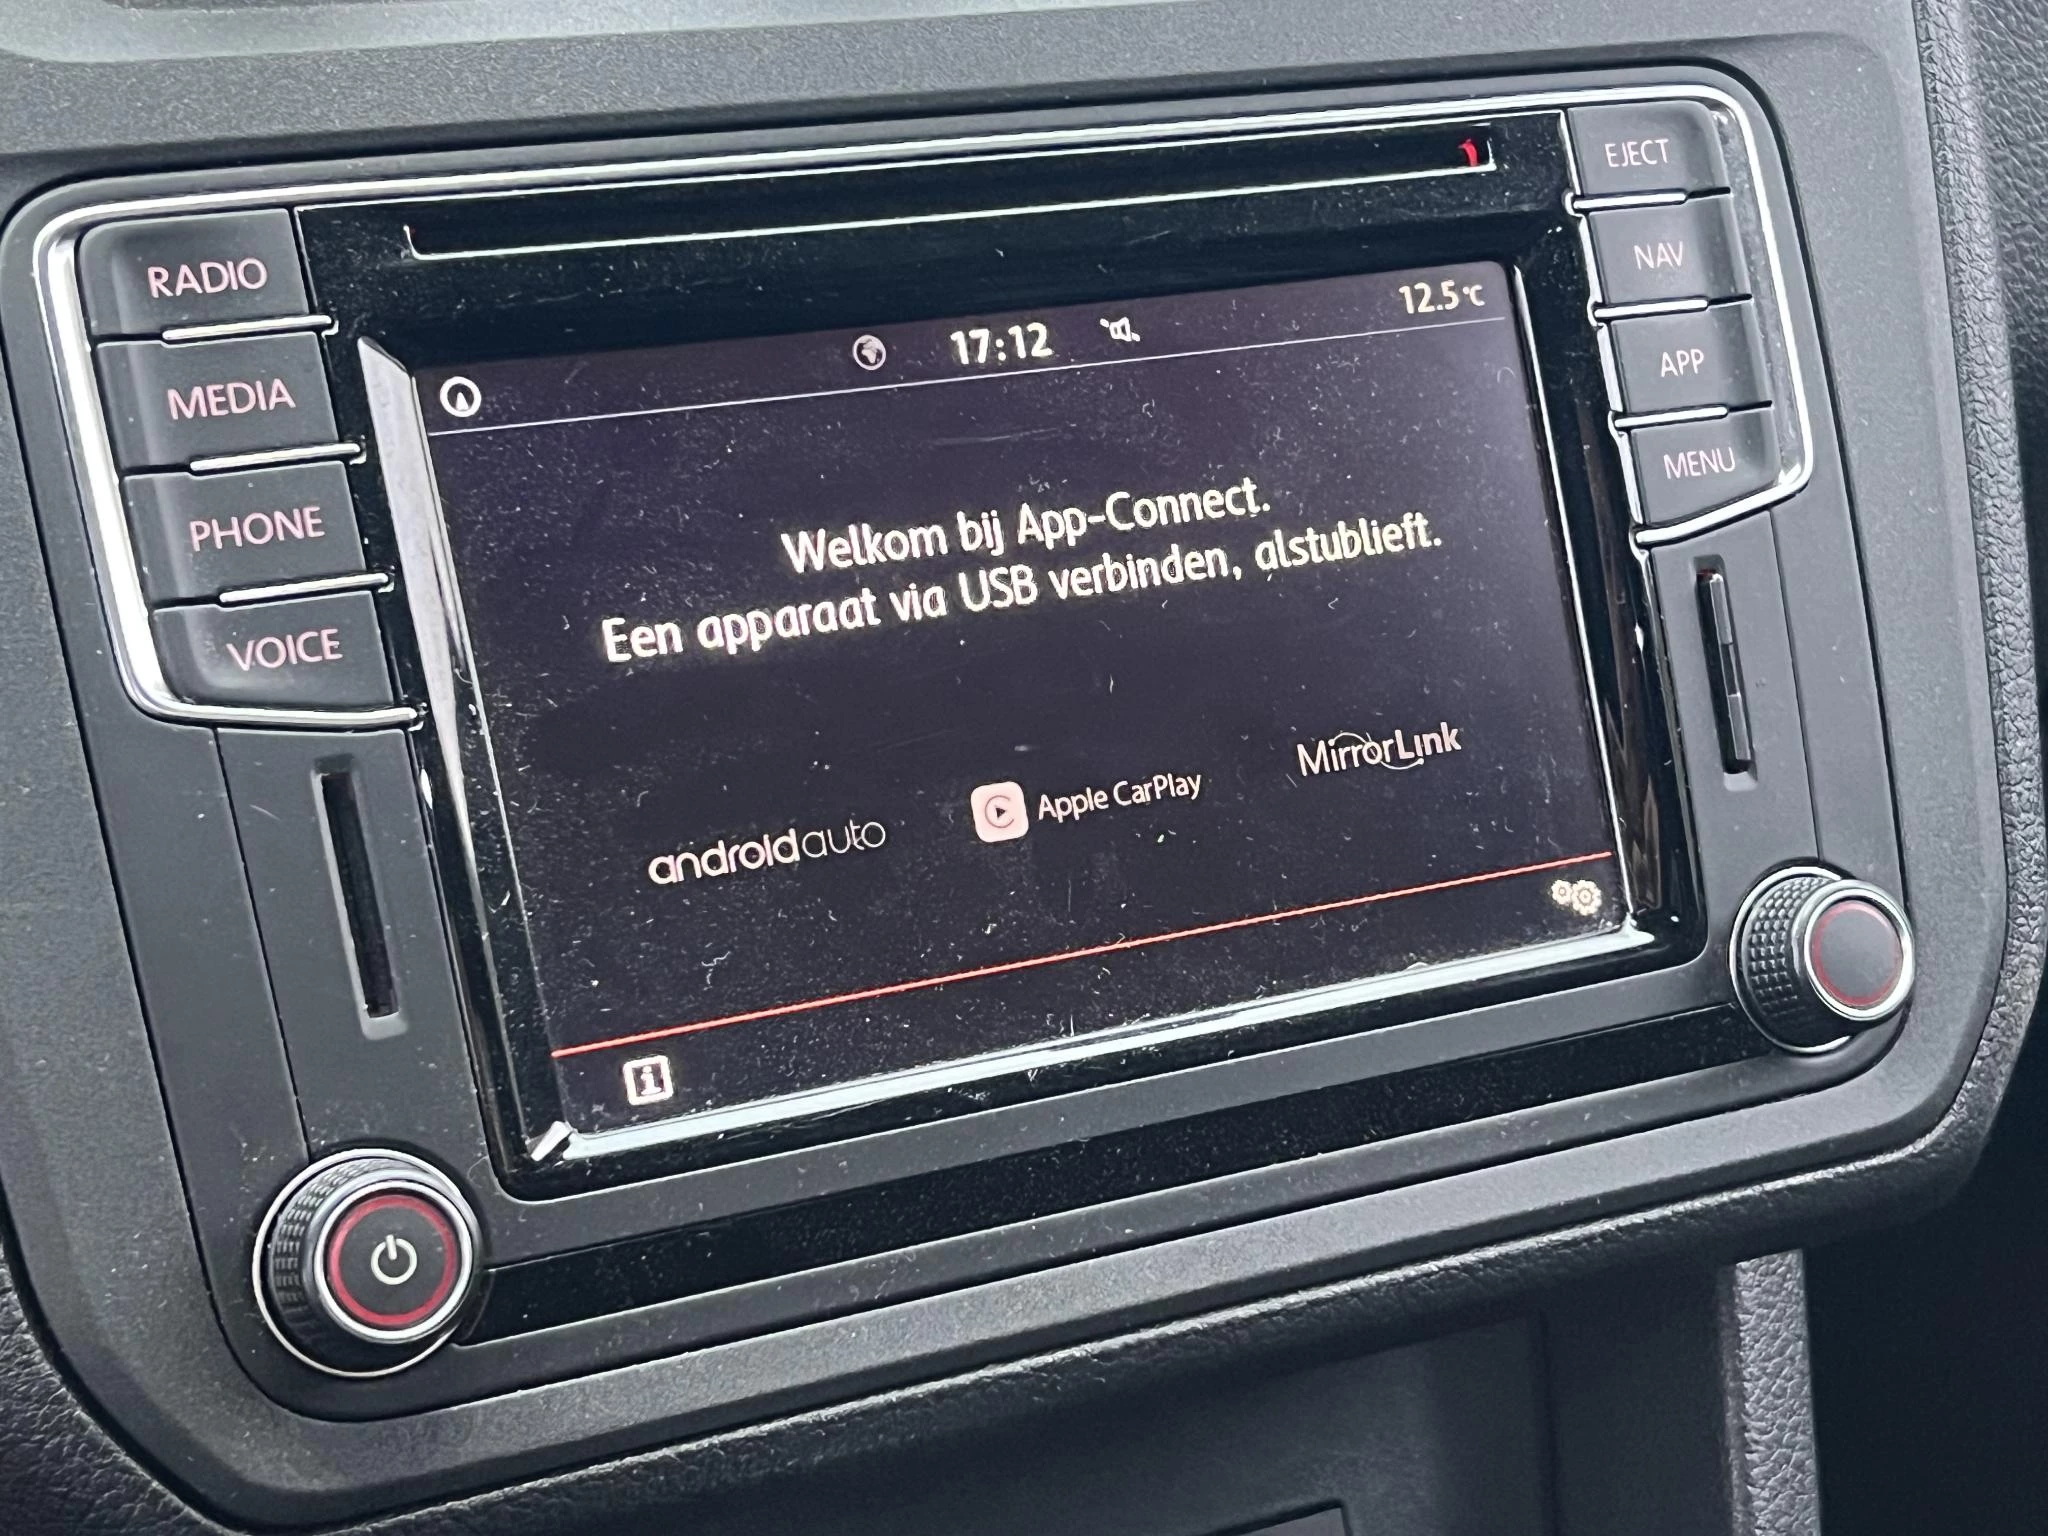 EJECT
RADIO
NAV
17:12
12.5°C
MEDIA
APP
PHONE
MENU
VOICE
Welkom bij App-Connect.
Een apparaat via USB verbinden, alstublieft.
androidauto
Apple CarPlay
MirrorLink
i